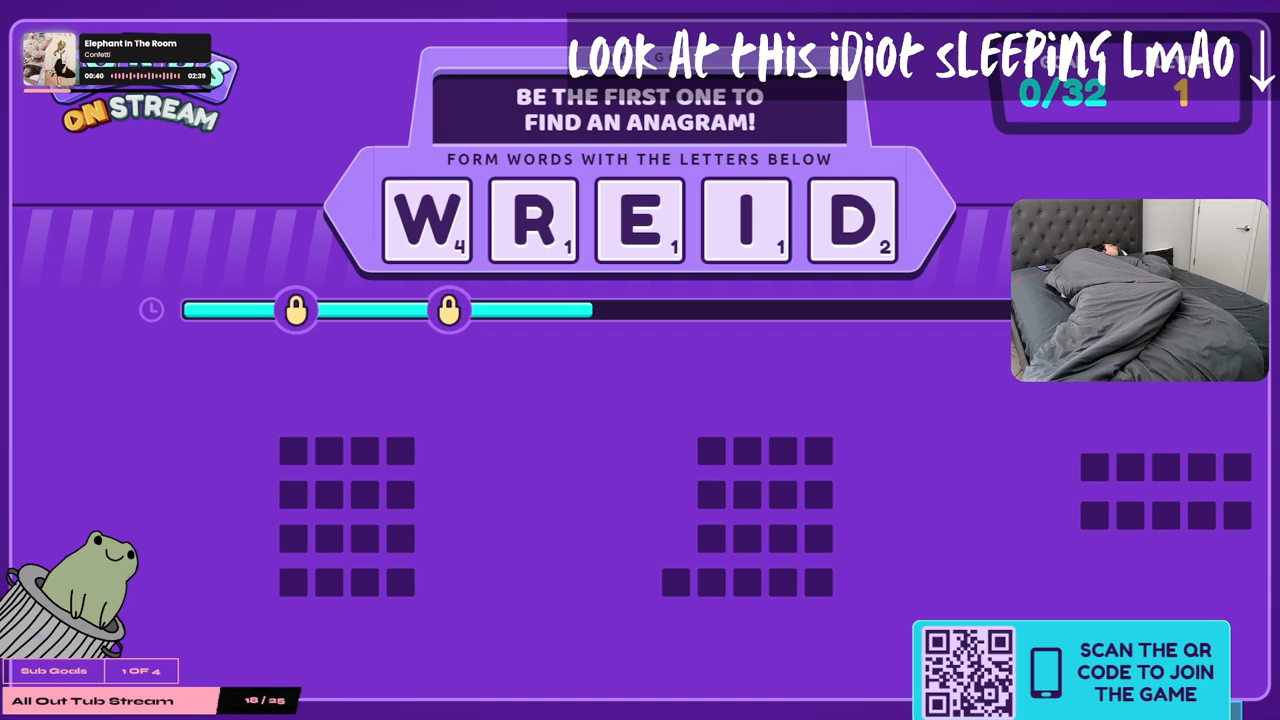 Elephant In The Room
Confetti
00:40
02:39
ON STREAM
LOOK At tHis iDiot sLEEPiNG LmAO ↓
BE THE FIRST ONE TO
FIND AN ANAGRAM!
0/32
1
FORM WORDS WITH THE LETTERS BELOW
W4 R1 E1 I1 D2
Sub Goals
1 OF 4
All Out Tub Stream
18 / 25
SCAN THE QR
CODE TO JOIN
THE GAME